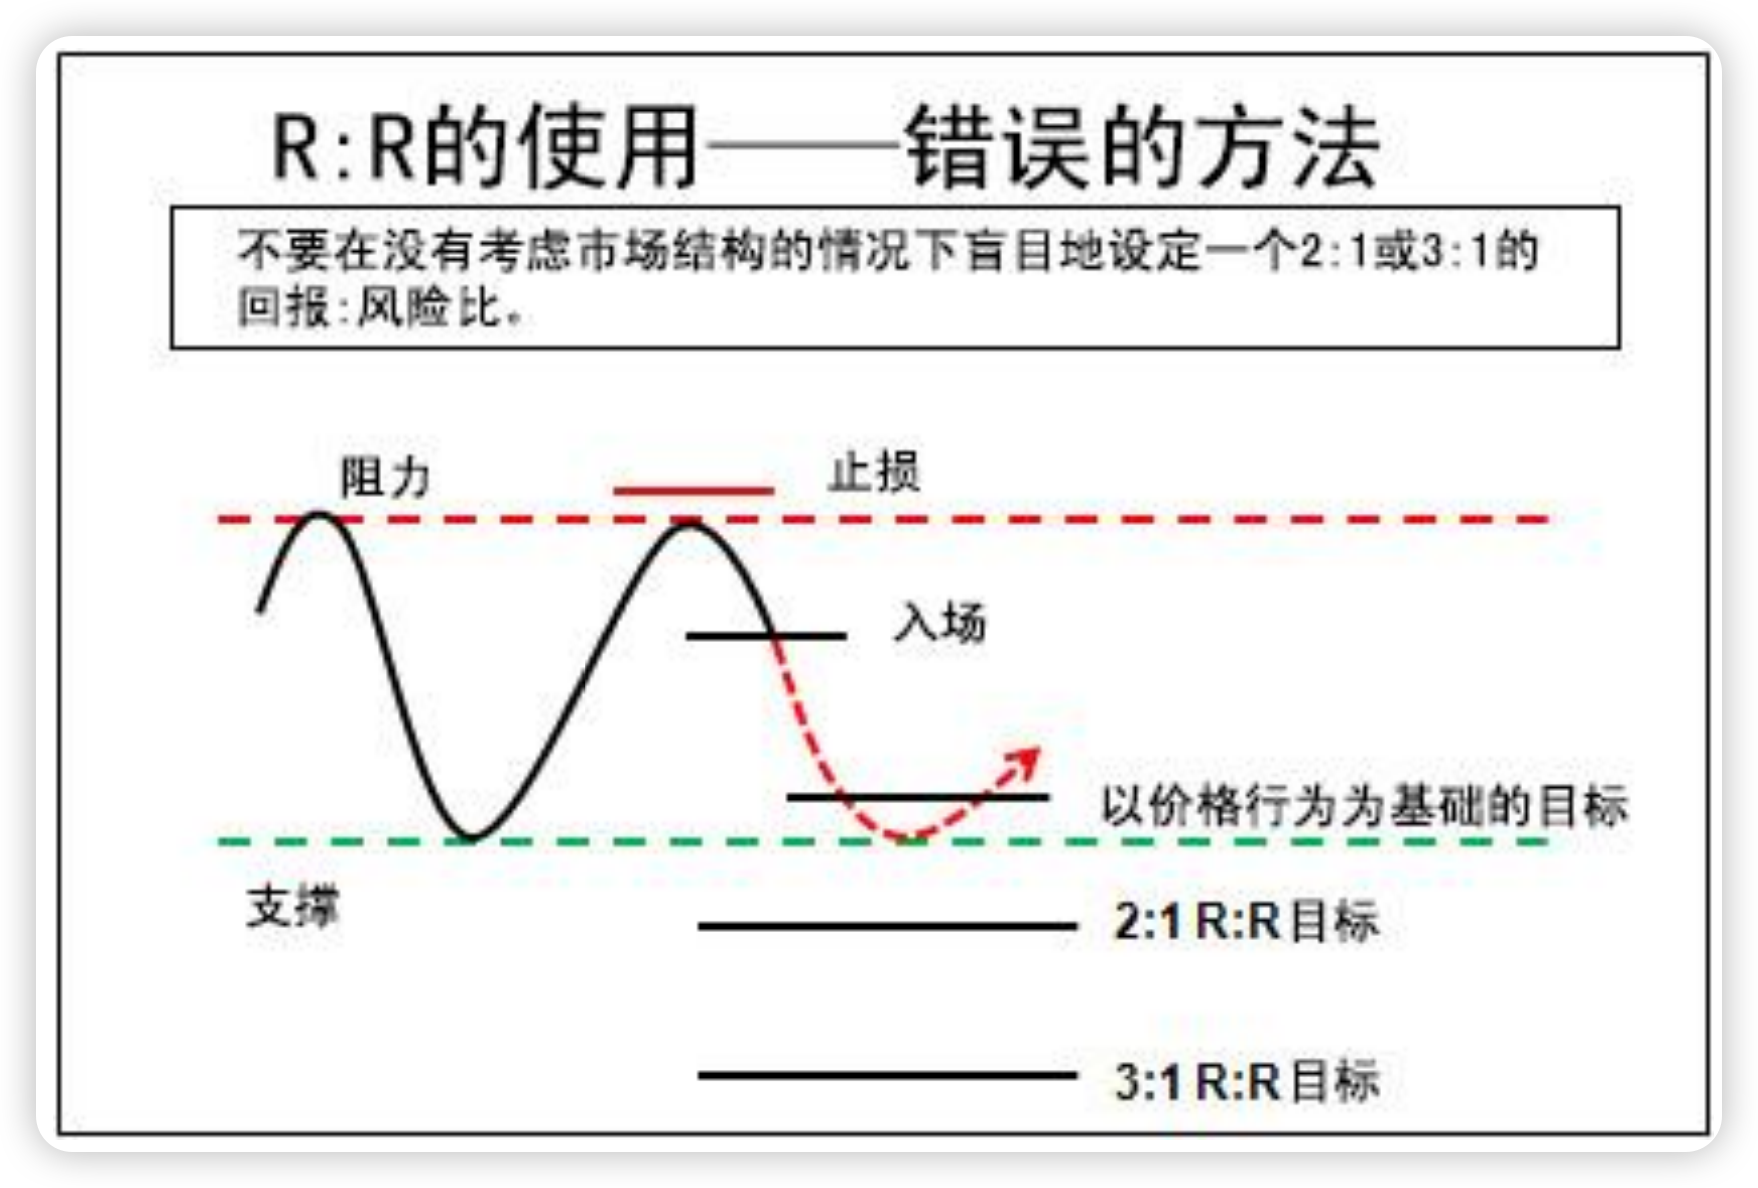 R:R的使用——错误的方法
不要在没有考虑市场结构的情况下盲目地设定一个2:1或3:1的
回报:风险比。
阻力
止损
入场
以价格行为为基础的目标
支撑
2:1 R:R目标
3:1 R:R目标